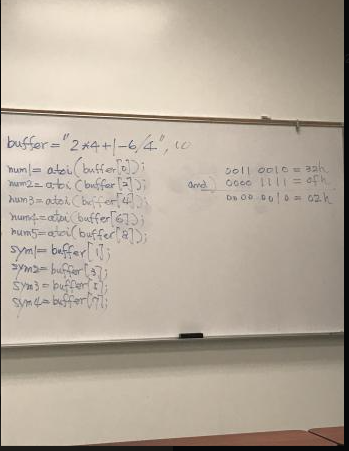 buffer = "2*4+1-6/4", 10
num1= atoi(buffer[0]);
num2= atoi(buffer[2]);
num3= atoi(buffer[4]);
num4=atoi(buffer[6]);
num5=atoi(buffer[8]);
sym1= buffer[1];
sym2= buffer[3];
sym3= buffer[5];
sym4= buffer[7];
0011 0010 = 32h
and) 0000 1111 = 0fh
0000 0010 = 02h